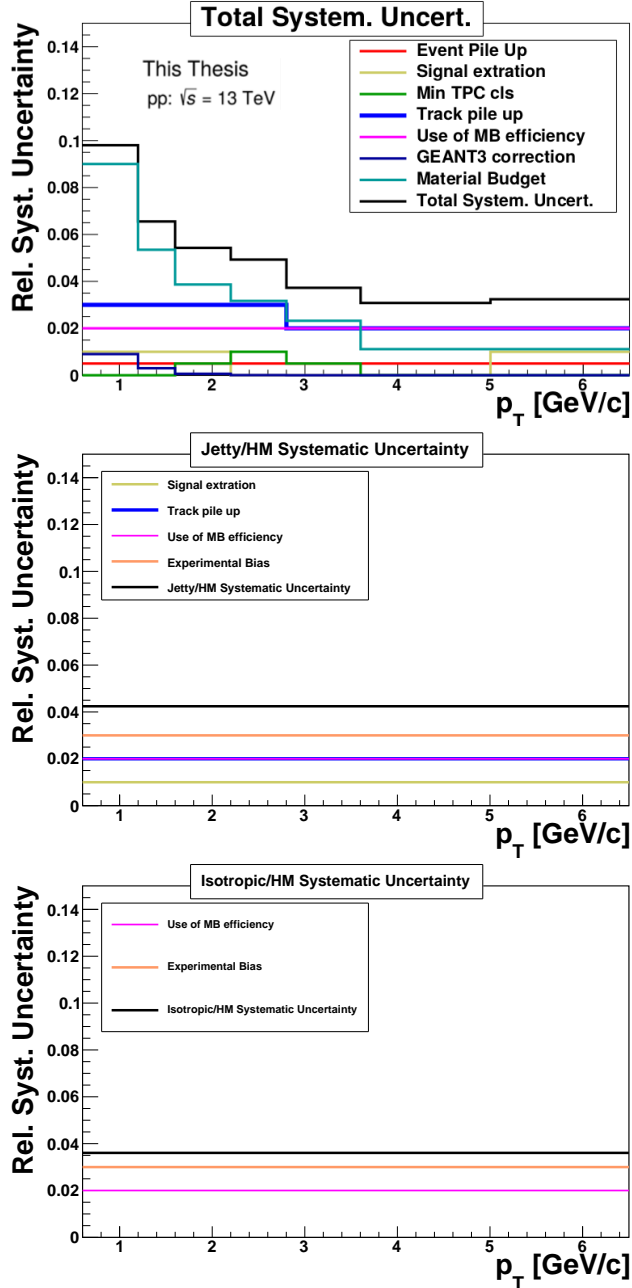 Total System. Uncert.
Rel. Syst. Uncertainty
0.14
0.12
0.1
0.08
0.06
0.04
0.02
0
This Thesis
pp: √s = 13 TeV
Event Pile Up
Signal extration
Min TPC cls
Track pile up
Use of MB efficiency
GEANT3 correction
Material Budget
Total System. Uncert.
1 2 3 4 5 6
p_T [GeV/c]
Jetty/HM Systematic Uncertainty
Rel. Syst. Uncertainty
0.14
0.12
0.1
0.08
0.06
0.04
0.02
0
Signal extration
Track pile up
Use of MB efficiency
Experimental Bias
Jetty/HM Systematic Uncertainty
1 2 3 4 5 6
p_T [GeV/c]
Isotropic/HM Systematic Uncertainty
Rel. Syst. Uncertainty
0.14
0.12
0.1
0.08
0.06
0.04
0.02
0
Use of MB efficiency
Experimental Bias
Isotropic/HM Systematic Uncertainty
1 2 3 4 5 6
p_T [GeV/c]